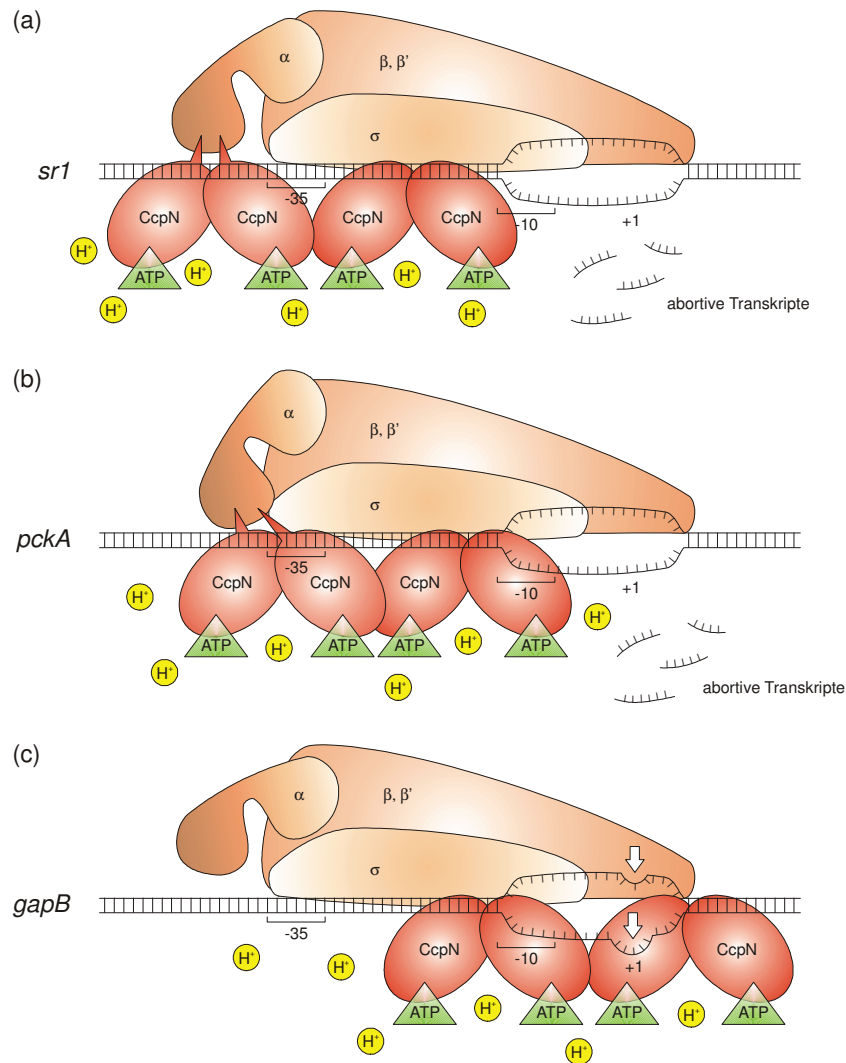 (a)
α
β, β'
σ
sr1
-35
CcpN
CcpN
CcpN
CcpN
-10
+1
H⁺
ATP
H⁺
ATP
ATP
H⁺
ATP
H⁺
H⁺
H⁺
abortive Transkripte
(b)
α
β, β'
σ
pckA
-35
CcpN
CcpN
CcpN
-10
+1
H⁺
H⁺
ATP
H⁺
ATP
ATP
H⁺
ATP
H⁺
H⁺
abortive Transkripte
(c)
α
β, β'
σ
gapB
-35
CcpN
-10
+1
CcpN
H⁺
H⁺
H⁺
H⁺
ATP
ATP
ATP
ATP
H⁺
H⁺